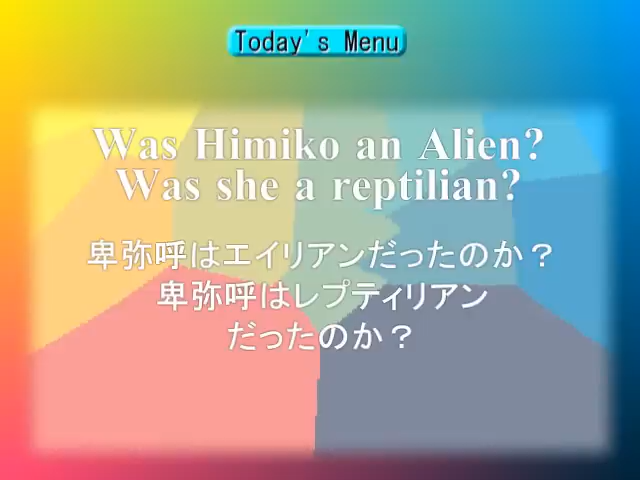 Today's Menu
Was Himiko an Alien?
Was she a reptilian?
卑弥呼はエイリアンだったのか？
卑弥呼はレプティリアン
だったのか？